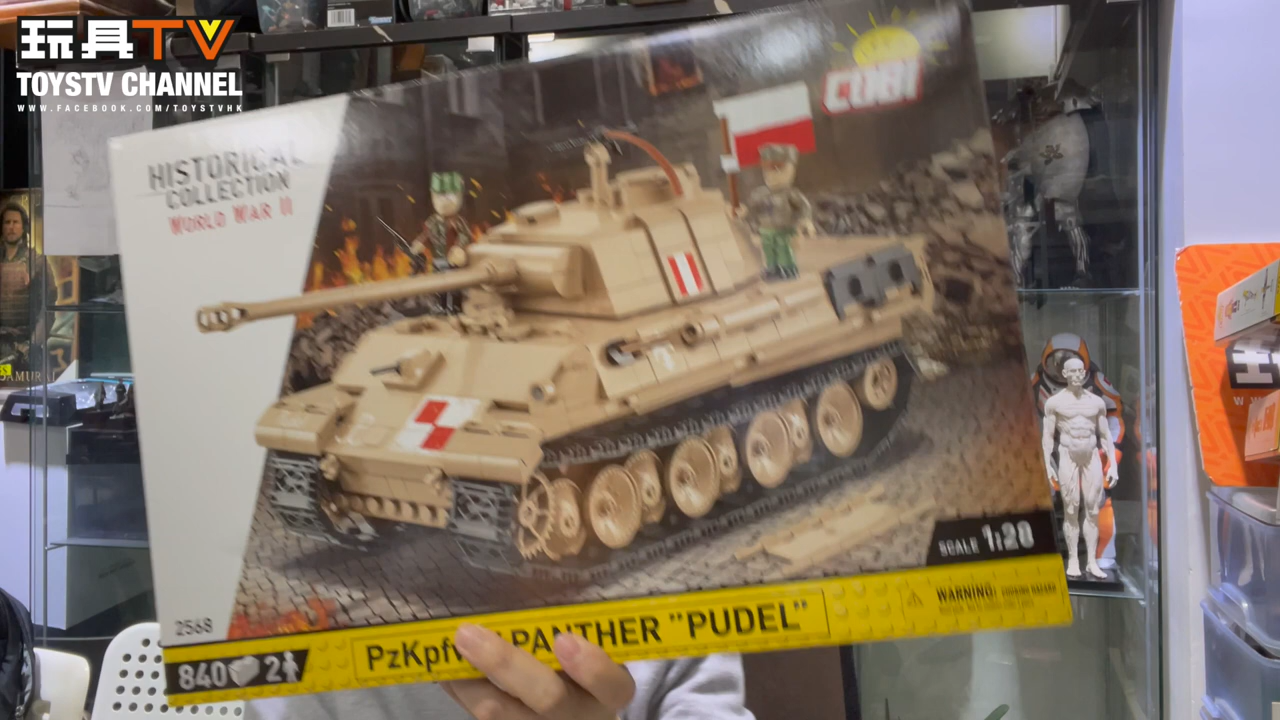 玩具TV
TOYSTV CHANNEL
WWW.FACEBOOK.COM/TOYSTVHK
COBI
HISTORICAL
COLLECTION
WORLD WAR II
SAMURAI
SCALE 1:28
WARNING:
2568
PANTHER "PUDEL"
840 2